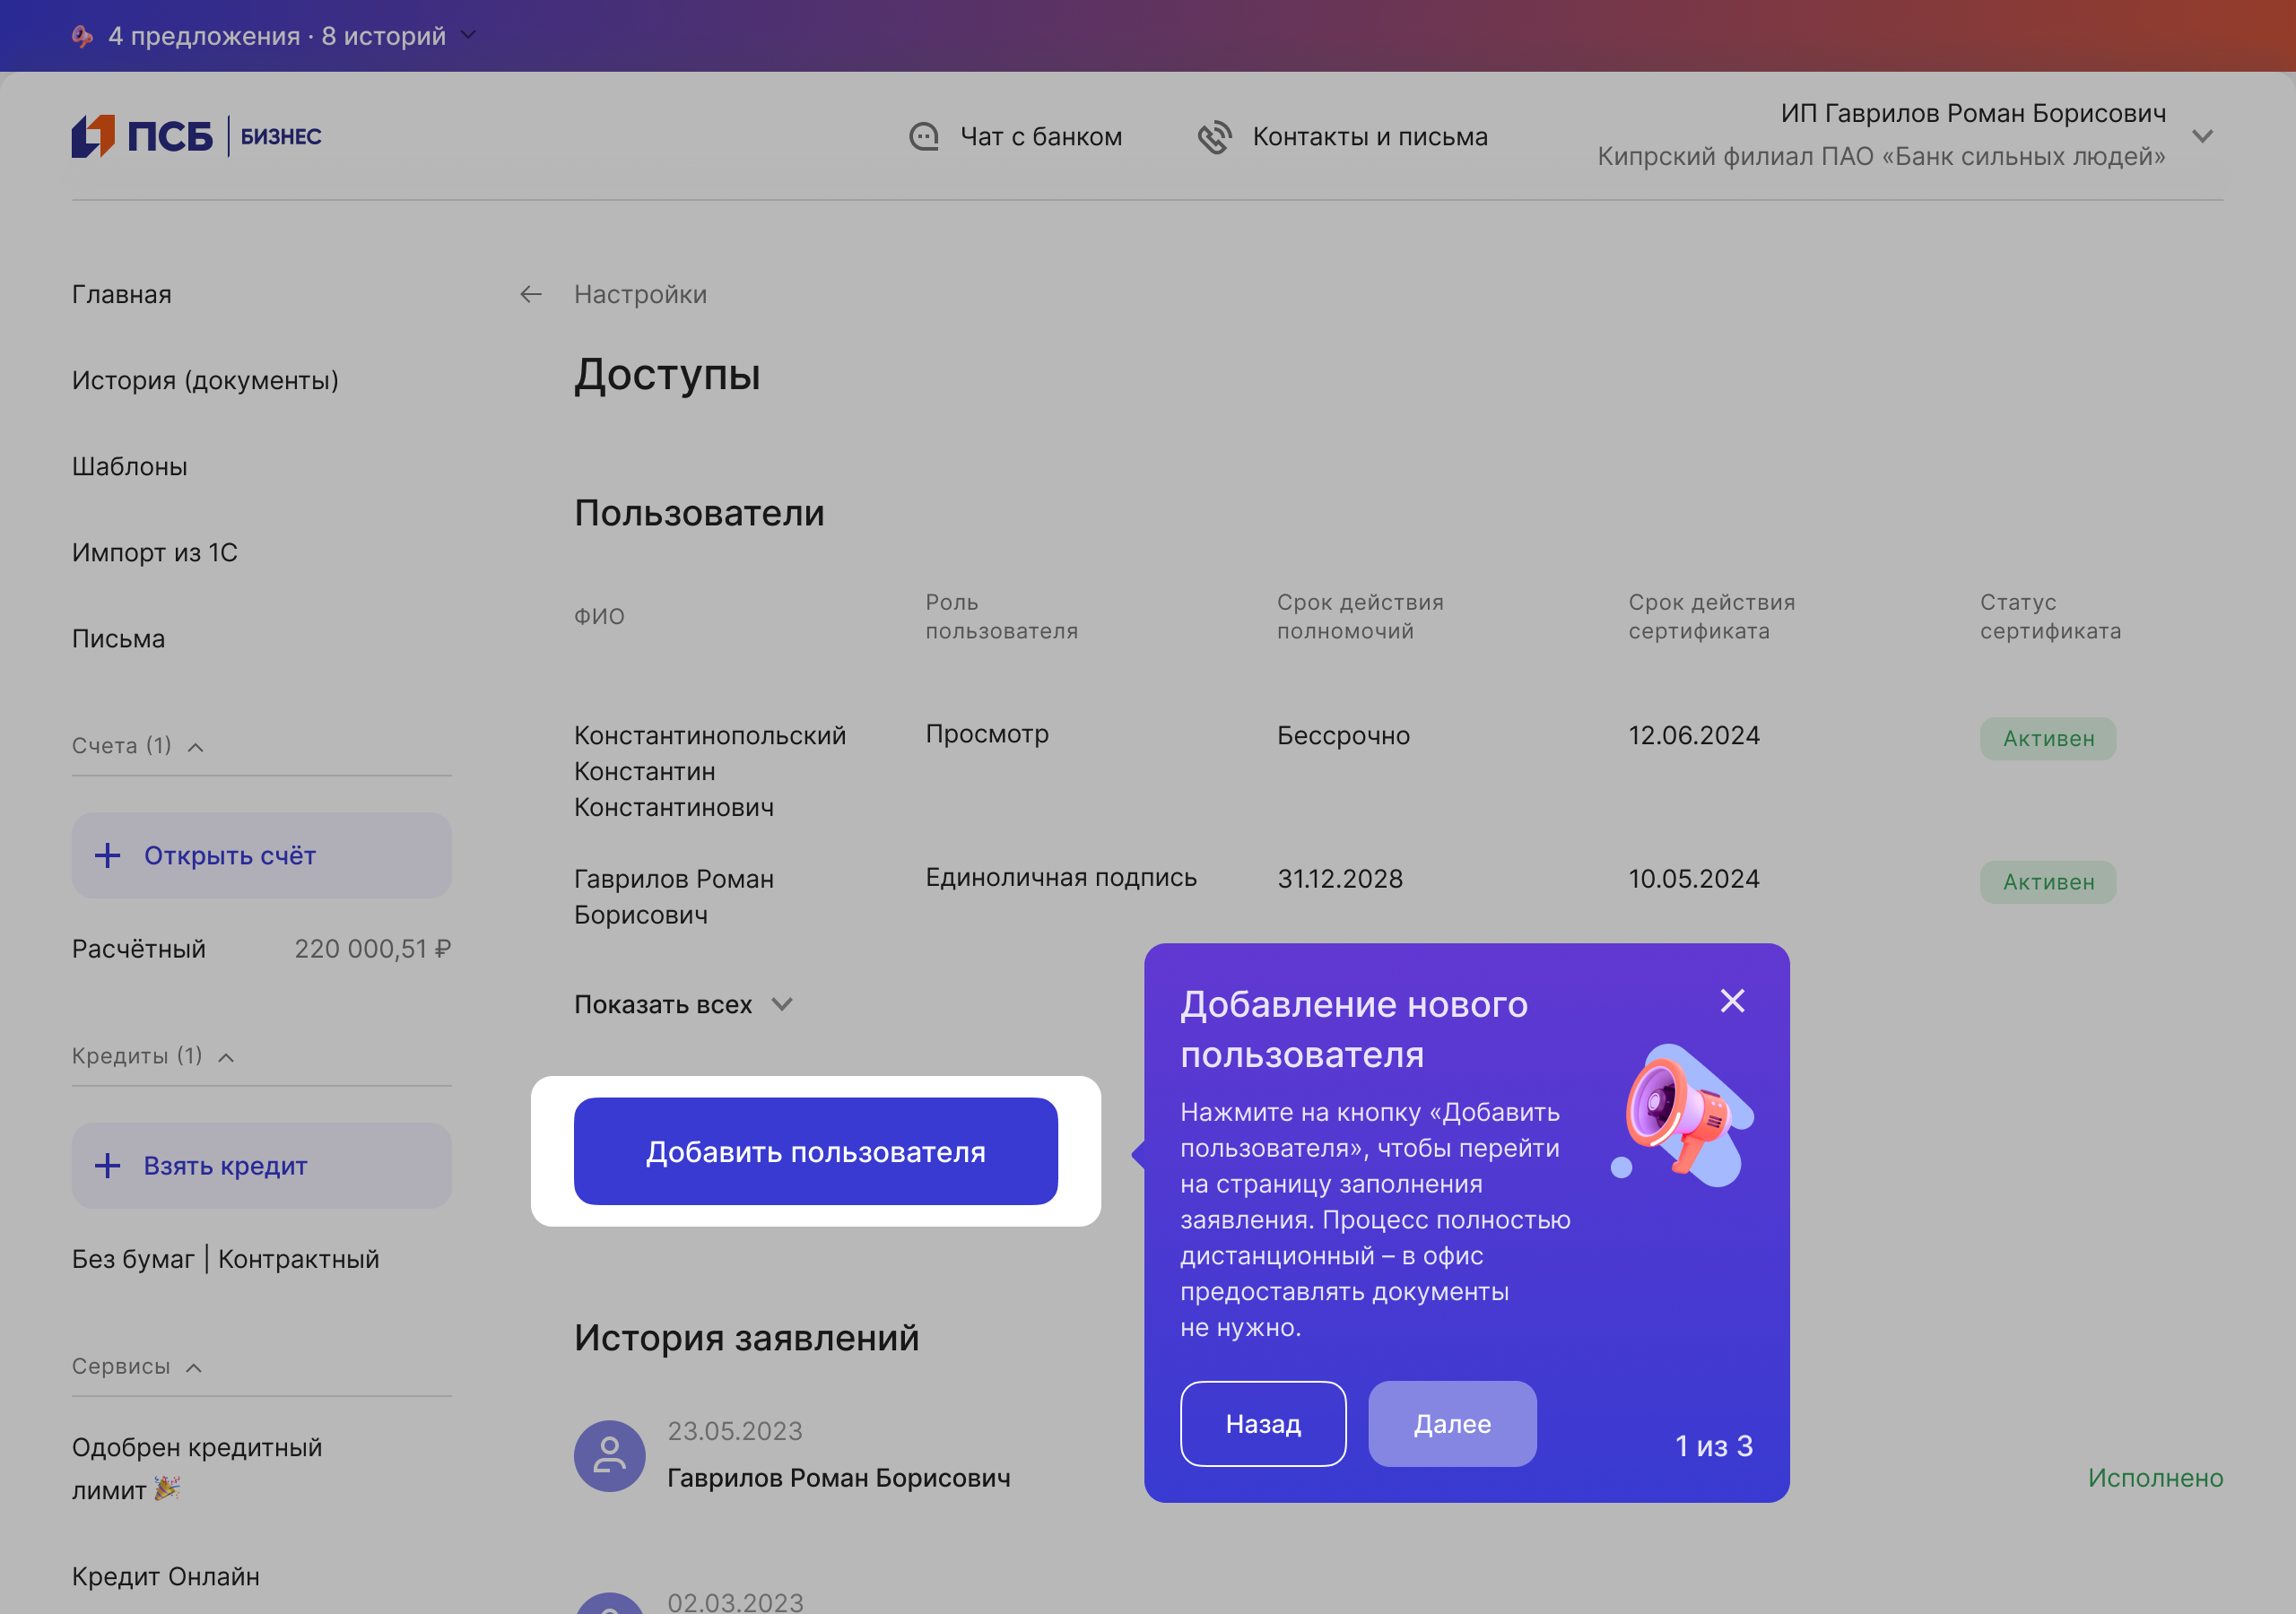 4 предложения · 8 историй
ПСБ БИЗНЕС
Чат с банком
Контакты и письма
ИП Гаврилов Роман Борисович
Кипрский филиал ПАО «Банк сильных людей»
Главная
История (документы)
Шаблоны
Импорт из 1С
Письма
Счета (1)
Открыть счёт
Расчётный 220 000,51 ₽
Кредиты (1)
Взять кредит
Без бумаг | Контрактный
Сервисы
Одобрен кредитный
лимит 🎉
Кредит Онлайн
Настройки
Доступы
Пользователи
ФИО
Роль
пользователя
Срок действия
полномочий
Срок действия
сертификата
Статус
сертификата
Константинопольский
Константин
Константинович
Просмотр
Бессрочно
12.06.2024
Активен
Гаврилов Роман
Борисович
Единоличная подпись
31.12.2028
10.05.2024
Активен
Показать всех
Добавить пользователя
Добавление нового
пользователя
Нажмите на кнопку «Добавить
пользователя», чтобы перейти
на страницу заполнения
заявления. Процесс полностью
дистанционный – в офис
предоставлять документы
не нужно.
Назад
Далее
1 из 3
История заявлений
23.05.2023
Гаврилов Роман Борисович
Исполнено
02.03.2023